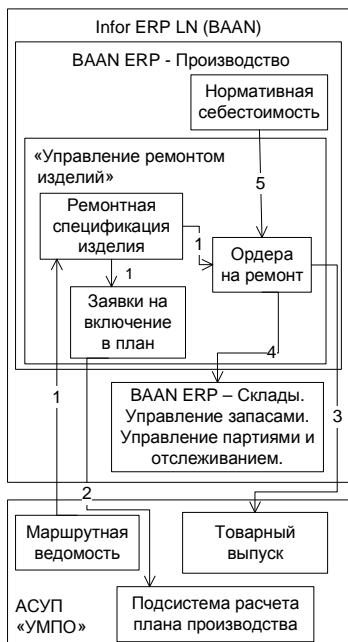 Infor ERP LN (BAAN)
BAAN ERP - Производство
Нормативная
себестоимость
«Управление ремонтом
изделий»
5
Ремонтная
спецификация
изделия
1
Ордера
на ремонт
1
Заявки на
включение
в план
4
BAAN ERP – Склады.
Управление запасами.
Управление партиями и
отслеживанием.
1
3
2
Маршрутная
ведомость
Товарный
выпуск
АСУП
«УМПО»
Подсистема расчета
плана производства